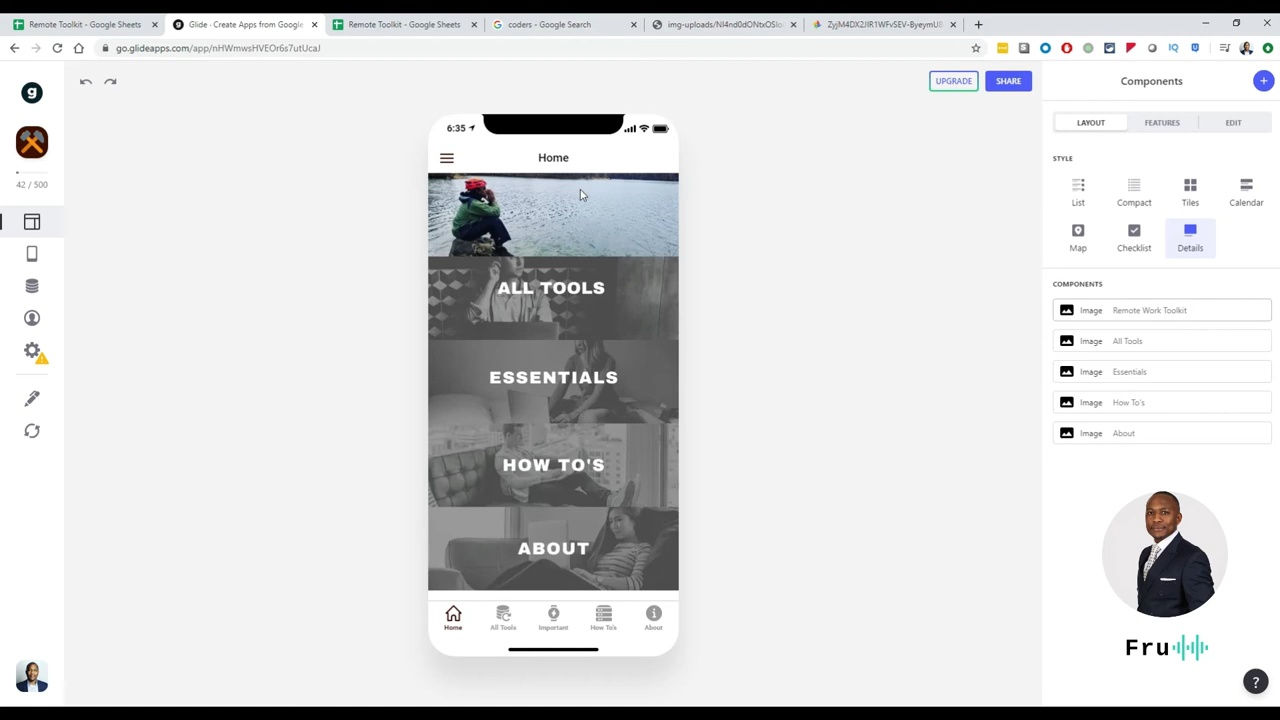 Remote Toolkit - Google Sheets
Glide - Create Apps from Google
Remote Toolkit - Google Sheets
coders - Google Search
go.glideapps.com/app/nHWmwsHVEOr6s7utUcaJ
UPGRADE
SHARE
Components
LAYOUT
FEATURES
EDIT
STYLE
List
Compact
Tiles
Calendar
Map
Checklist
Details
COMPONENTS
Image Remote Work Toolkit
Image All Tools
Image Essentials
Image How To's
Image About
42 / 500
6:35
Home
ALL TOOLS
ESSENTIALS
HOW TO'S
ABOUT
Home
All Tools
Important
How To's
About
Fru
?